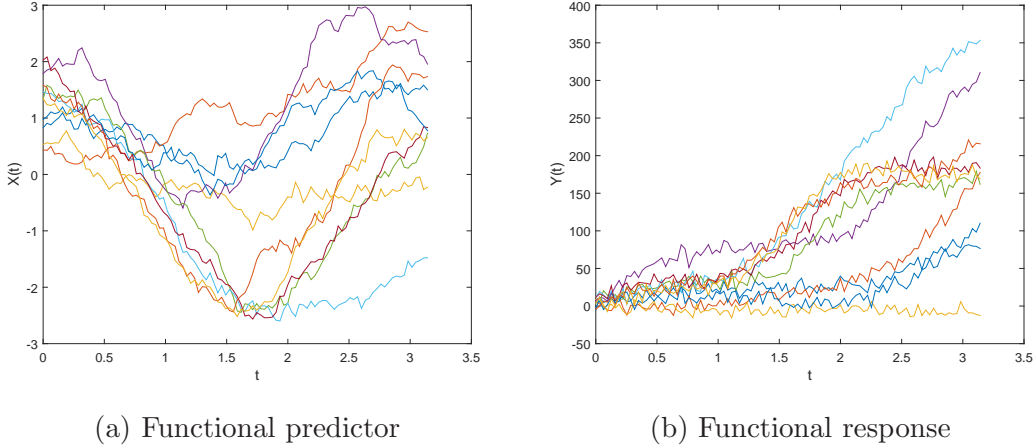 3
2
1
0
-1
-2
-3
0 0.5 1 1.5 2 2.5 3 3.5
X(t)
t
(a) Functional predictor
400
350
300
250
200
150
100
50
0
-50
0 0.5 1 1.5 2 2.5 3 3.5
Y(t)
t
(b) Functional response